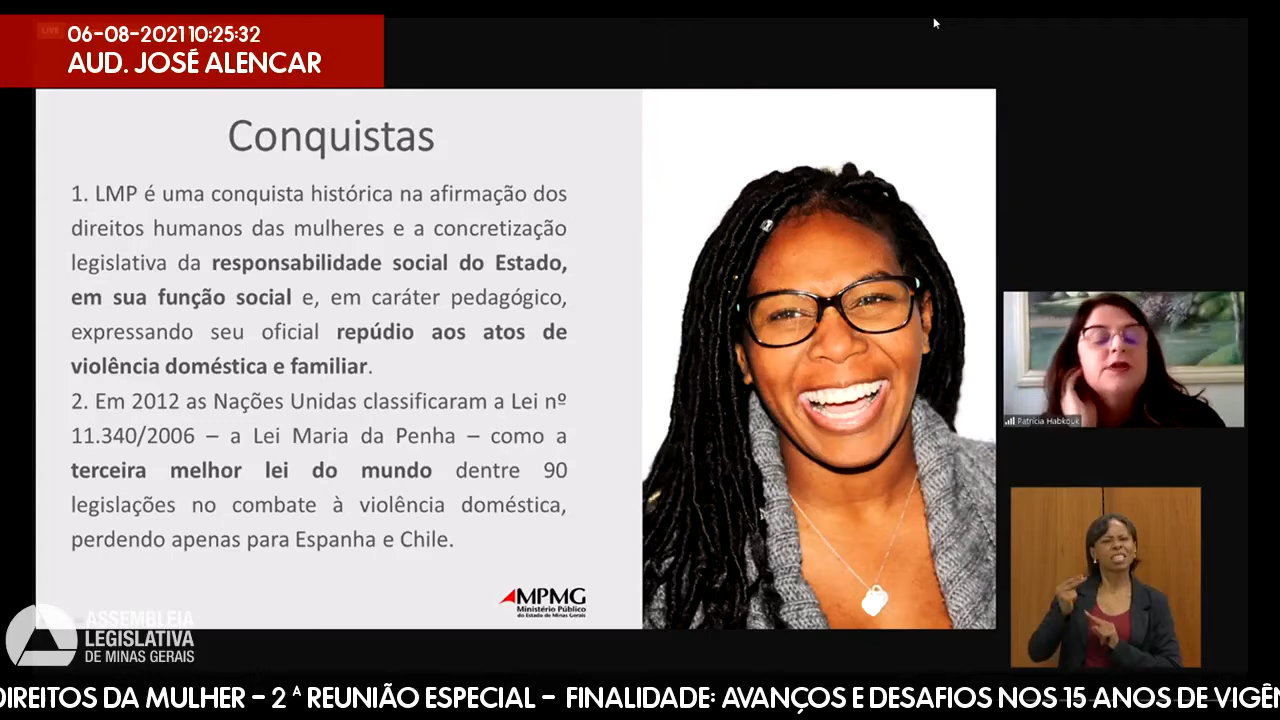 LIVE
06-08-2021 10:25:32
AUD. JOSÉ ALENCAR
Conquistas
1. LMP é uma conquista histórica na afirmação dos
direitos humanos das mulheres e a concretização
legislativa da responsabilidade social do Estado,
em sua função social e, em caráter pedagógico,
expressando seu oficial repúdio aos atos de
violência doméstica e familiar.
2. Em 2012 as Nações Unidas classificaram a Lei nº
11.340/2006 – a Lei Maria da Penha – como a
terceira melhor lei do mundo dentre 90
legislações no combate à violência doméstica,
perdendo apenas para Espanha e Chile.
MPMG
Ministério Público
do Estado de Minas Gerais
Patrícia Habkouk
ASSEMBLEIA
LEGISLATIVA
DE MINAS GERAIS
DIREITOS DA MULHER – 2ª REUNIÃO ESPECIAL – FINALIDADE: AVANÇOS E DESAFIOS NOS 15 ANOS DE VIGÊN